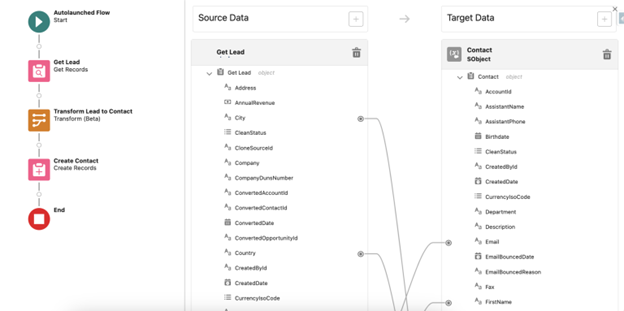 Autolaunched Flow
Start
Get Lead
Get Records
Transform Lead to Contact
Transform (Beta)
Create Contact
Create Records
End
Source Data
Get Lead
Get Lead object
Address
AnnualRevenue
City
CleanStatus
CloneSourceId
Company
CompanyDunsNumber
ConvertedAccountId
ConvertedContactId
ConvertedDate
ConvertedOpportunityId
Country
CreatedById
CreatedDate
CurrencyIsoCode
Target Data
Contact
SObject
Contact object
AccountId
AssistantName
AssistantPhone
Birthdate
CleanStatus
CreatedById
CreatedDate
CurrencyIsoCode
Department
Description
Email
EmailBouncedDate
EmailBouncedReason
Fax
FirstName